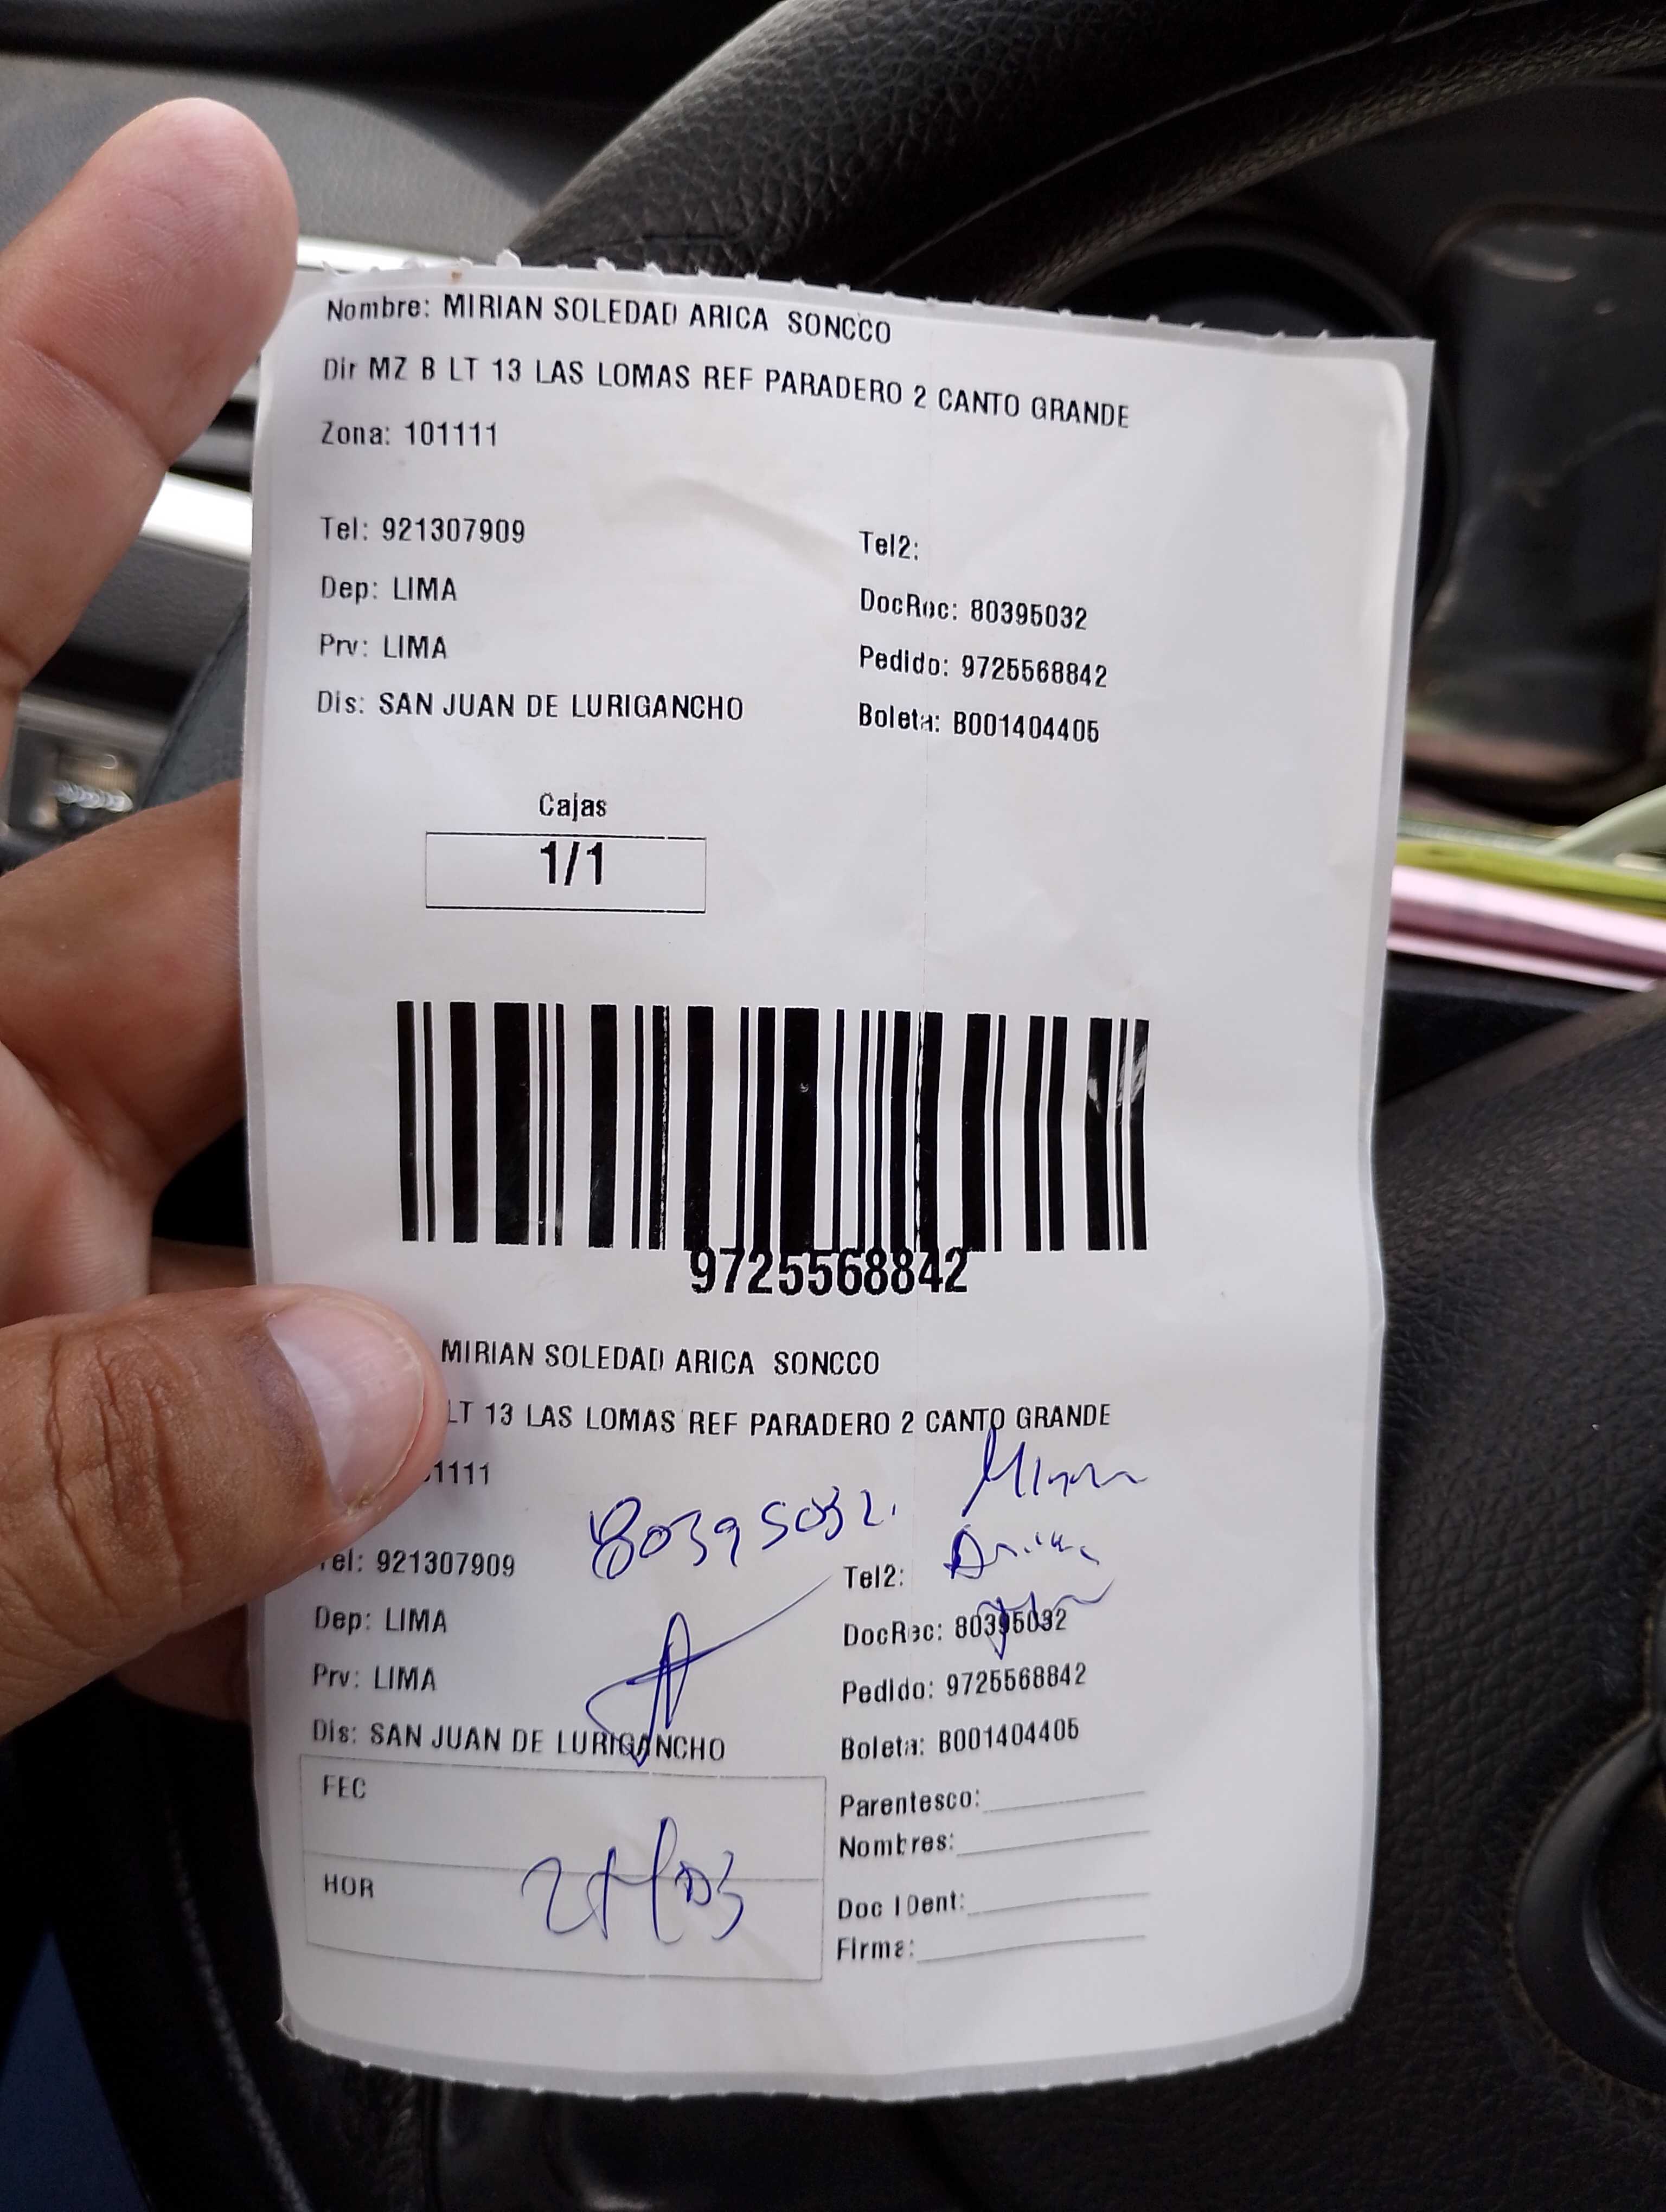 Nombre: MIRIAN SOLEDAD ARICA SONCCO
Dir MZ B LT 13 LAS LOMAS REF PARADERO 2 CANTO GRANDE
Zona: 101111
Tel: 921307909
Tel2:
Dep: LIMA
DocRec: 80395032
Prv: LIMA
Pedido: 9725568842
Dis: SAN JUAN DE LURIGANCHO
Boleta: B001404405
Cajas
1/1
9725568842
MIRIAN SOLEDAD ARICA SONCCO
LT 13 LAS LOMAS REF PARADERO 2 CANTO GRANDE
1111
80395032.
Tel: 921307909
Tel2:
Dep: LIMA
DocRec: 80395032
Prv: LIMA
Pedido: 9725568842
Dis: SAN JUAN DE LURIGANCHO
Boleta: B001404405
FEC
Parentesco:
Nombres:
HOR
Doc IDent:
Firma: